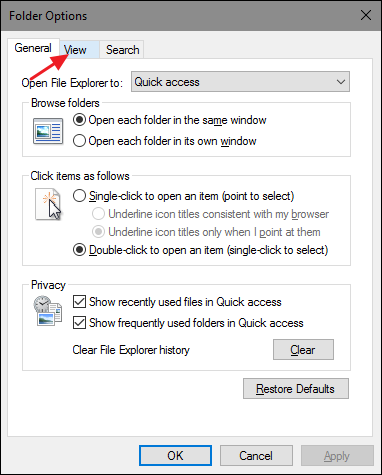 Folder Options
General View Search
Open File Explorer to: Quick access
Browse folders
Open each folder in the same window
Open each folder in its own window
Click items as follows
Single-click to open an item (point to select)
Underline icon titles consistent with my browser
Underline icon titles only when I point at them
Double-click to open an item (single-click to select)
Privacy
Show recently used files in Quick access
Show frequently used folders in Quick access
Clear File Explorer history Clear
Restore Defaults
OK Cancel Apply